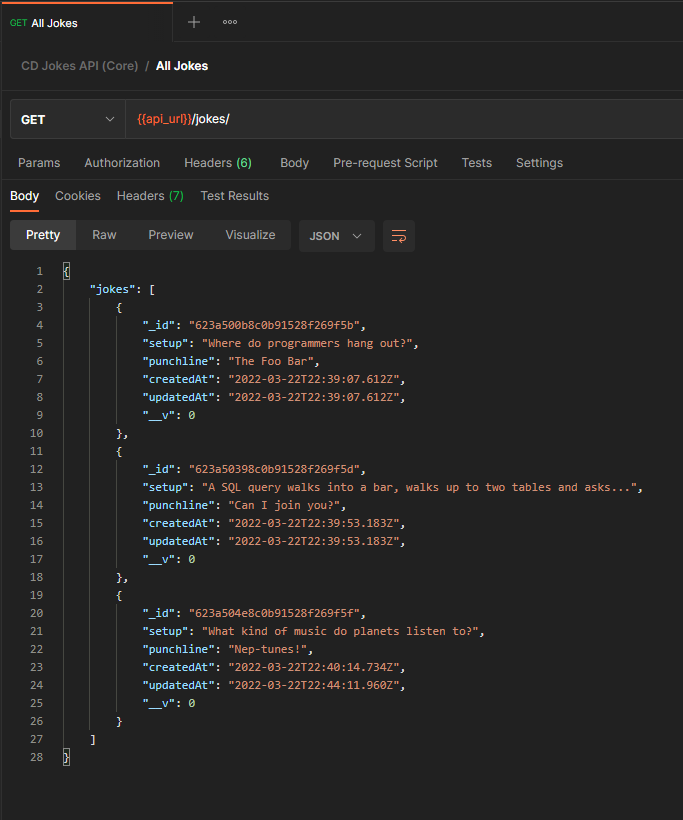 GET All Jokes
CD Jokes API (Core) / All Jokes
GET {{api_url}}/jokes/
Params Authorization Headers (6) Body Pre-request Script Tests Settings
Body Cookies Headers (7) Test Results
Pretty Raw Preview Visualize JSON
1 {
2 "jokes": [
3 {
4 "_id": "623a500b8c0b91528f269f5b",
5 "setup": "Where do programmers hang out?",
6 "punchline": "The Foo Bar",
7 "createdAt": "2022-03-22T22:39:07.612Z",
8 "updatedAt": "2022-03-22T22:39:07.612Z",
9 "__v": 0
10 },
11 {
12 "_id": "623a50398c0b91528f269f5d",
13 "setup": "A SQL query walks into a bar, walks up to two tables and asks...",
14 "punchline": "Can I join you?",
15 "createdAt": "2022-03-22T22:39:53.183Z",
16 "updatedAt": "2022-03-22T22:39:53.183Z",
17 "__v": 0
18 },
19 {
20 "_id": "623a504e8c0b91528f269f5f",
21 "setup": "What kind of music do planets listen to?",
22 "punchline": "Nep-tunes!",
23 "createdAt": "2022-03-22T22:40:14.734Z",
24 "updatedAt": "2022-03-22T22:44:11.960Z",
25 "__v": 0
26 }
27 ]
28 }